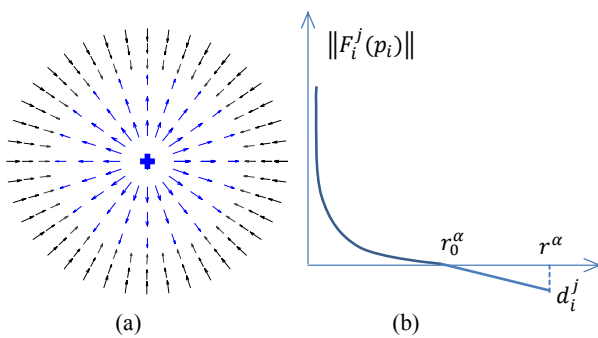 ‖F_i^j(p_i)‖
r_0^α
r^α
d_i^j
(a)
(b)